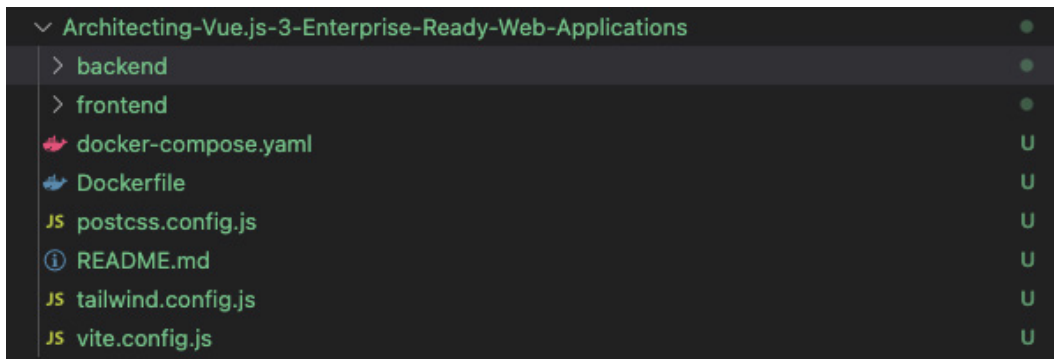 Architecting-Vue.js-3-Enterprise-Ready-Web-Applications
backend
frontend
docker-compose.yaml U
Dockerfile U
JS postcss.config.js U
README.md U
JS tailwind.config.js U
JS vite.config.js U